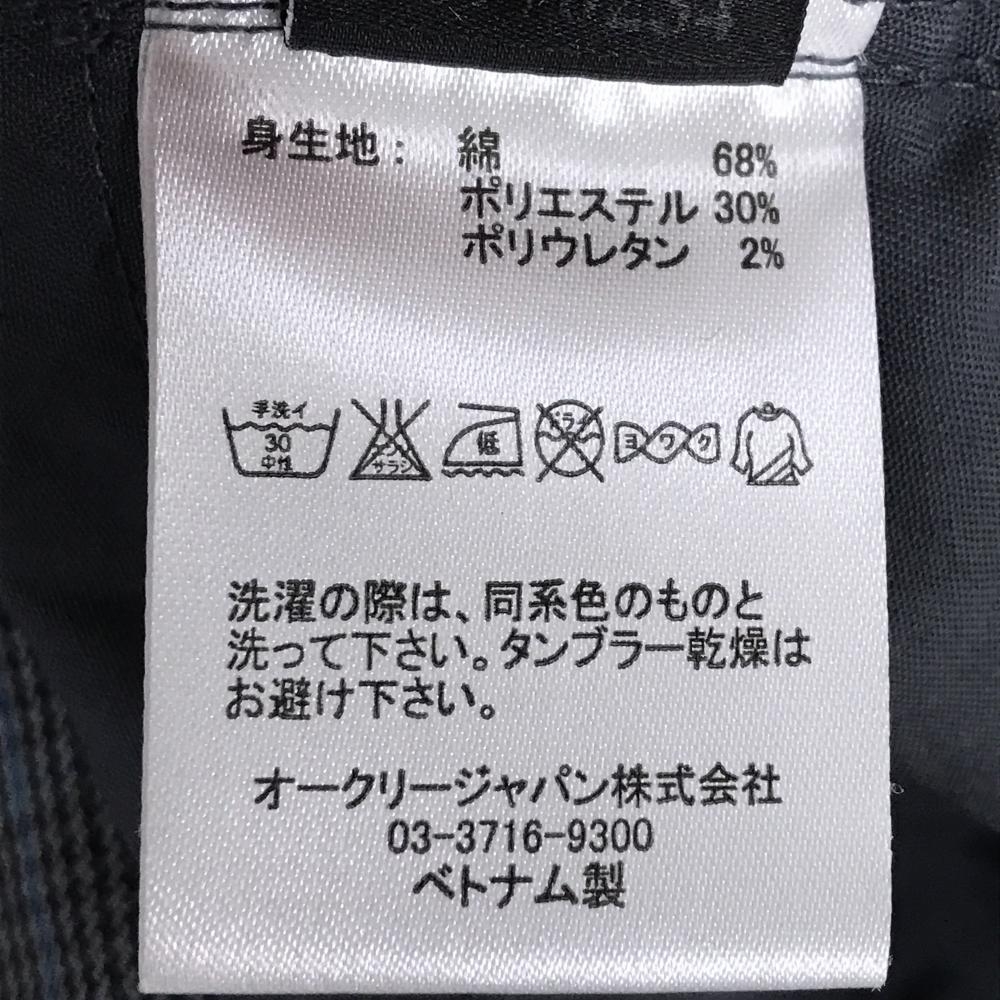 身生地： 綿 68%
ポリエステル 30%
ポリウレタン 2%
手洗イ
30
中性
エンソ
サラシ
低
ドライ
ヨワク
洗濯の際は、同系色のものと
洗って下さい。タンブラー乾燥は
お避け下さい。
オークリージャパン株式会社
03-3716-9300
ベトナム製